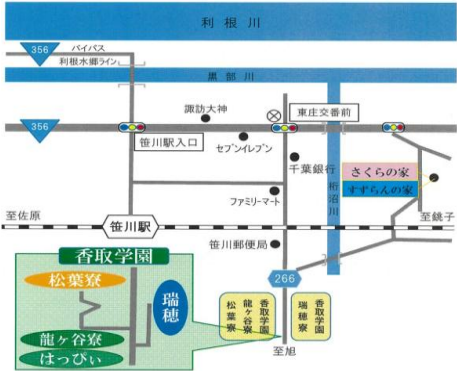 利根川
356
バイパス
利根水郷ライン
黒部川
諏訪大神
東庄交番前
356
笹川駅入口
セブンイレブン
千葉銀行
さくらの家
すずらんの家
桁沼川
ファミリーマート
至佐原
笹川駅
至銚子
笹川郵便局
香取学園
266
松葉寮
瑞穂
龍ヶ谷寮
はっぴぃ
香取学園
龍ヶ谷寮
松葉寮
香取学園
瑞穂寮
至旭